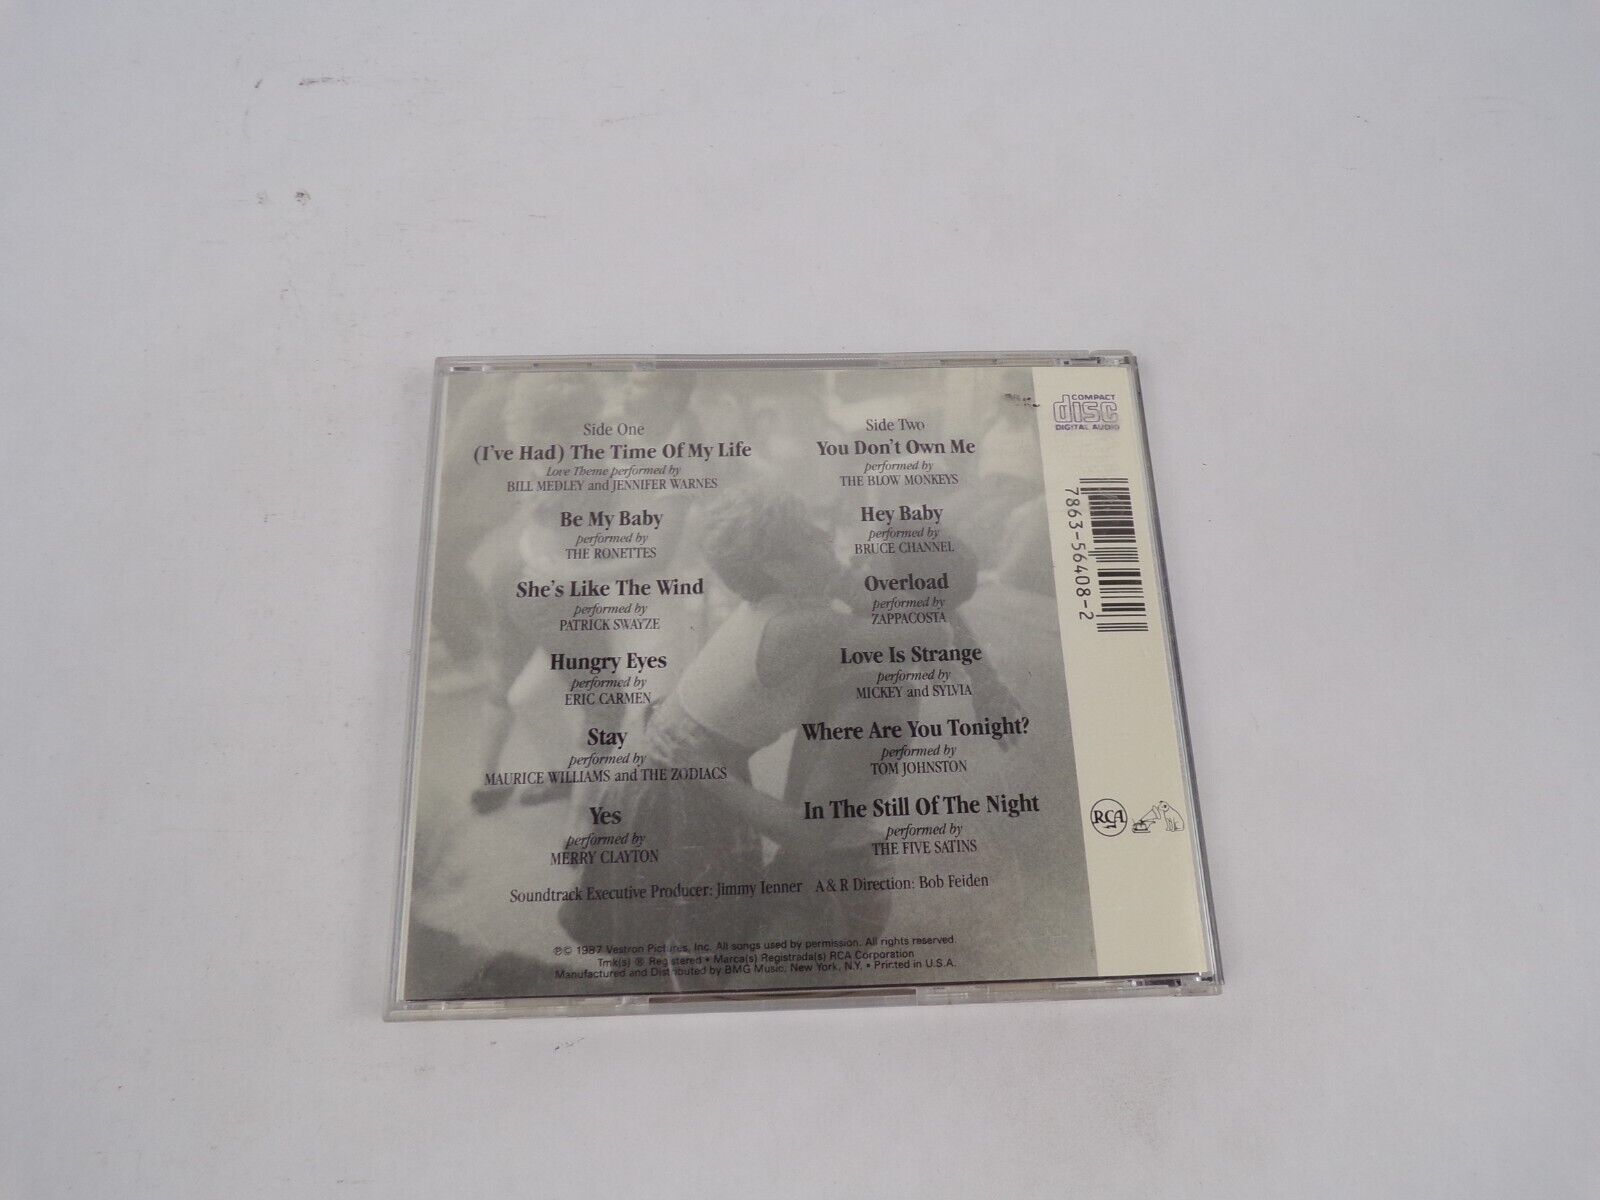 Side One
(I've Had) The Time Of My Life
Love Theme performed by
BILL MEDLEY and JENNIFER WARNES
Be My Baby
performed by
THE RONETTES
She's Like The Wind
performed by
PATRICK SWAYZE
Hungry Eyes
performed by
ERIC CARMEN
Stay
performed by
MAURICE WILLIAMS and THE ZODIACS
Yes
performed by
MERRY CLAYTON
Side Two
You Don't Own Me
performed by
THE BLOW MONKEYS
Hey Baby
performed by
BRUCE CHANNEL
Overload
performed by
ZAPPACOSTA
Love Is Strange
performed by
MICKEY and SYLVIA
Where Are You Tonight?
performed by
TOM JOHNSTON
In The Still Of The Night
performed by
THE FIVE SATINS
Soundtrack Executive Producer: Jimmy Ienner A & R Direction: Bob Feiden
℗© 1987 Vestron Pictures, Inc. All songs used by permission. All rights reserved.
Tmk(s) ® Registered • Marca(s) Registrada(s) RCA Corporation
Manufactured and Distributed by BMG Music, New York, N.Y. • Printed in U.S.A.
COMPACT
disc
DIGITAL AUDIO
7863-56408-2
RCA